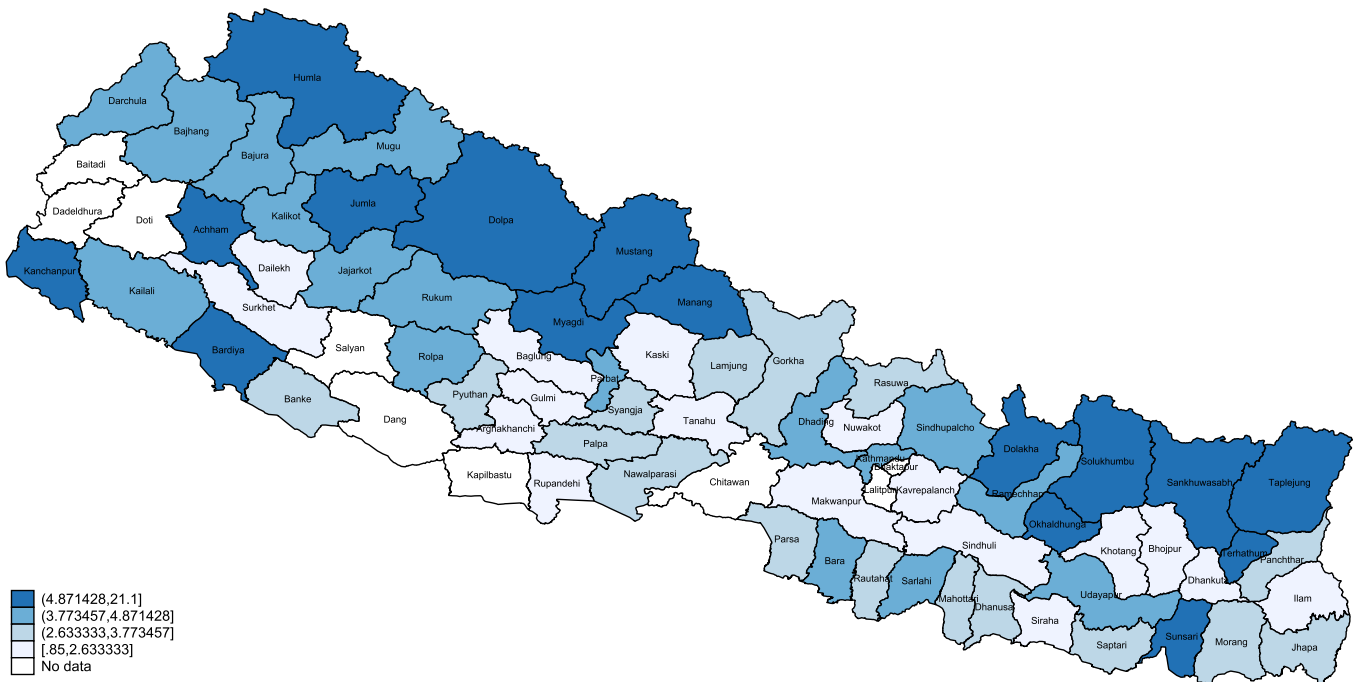 Humla
Darchula
Bajhang
Mugu
Bajura
Baitadi
Jumla
Dadeldhura
Kalikot
Doti
Dolpa
Achham
Mustang
Dailekh
Kanchanpur
Jajarkot
Kailali
Rukum
Manang
Surkhet
Myagdi
Salyan
Bardiya
Rolpa
Baglung
Kaski
Gorkha
Lamjung
Parbat
Rasuwa
Pyuthan
Banke
Gulmi
Syangja
Dang
Tanahu
Dhading
Nuwakot
Sindhupalcho
Arghakhanchi
Palpa
Dolakha
Kathmandu
Solukhumbu
Bhaktapur
Kapilbastu
Nawalparasi
Rupandehi
Chitawan
Lalitpur
Kavrepalanch
Ramechhap
Sankhuwasabh
Taplejung
Makwanpur
Okhaldhunga
Parsa
Sindhuli
Khotang
Bhojpur
Terhathum
Panchthar
Bara
Rautahat
Sarlahi
Dhankuta
Udayapur
Ilam
Mahottari
Dhanusa
Siraha
Saptari
Sunsari
Morang
Jhapa
(4.871428,21.1]
(3.773457,4.871428]
(2.633333,3.773457]
[.85,2.633333]
No data